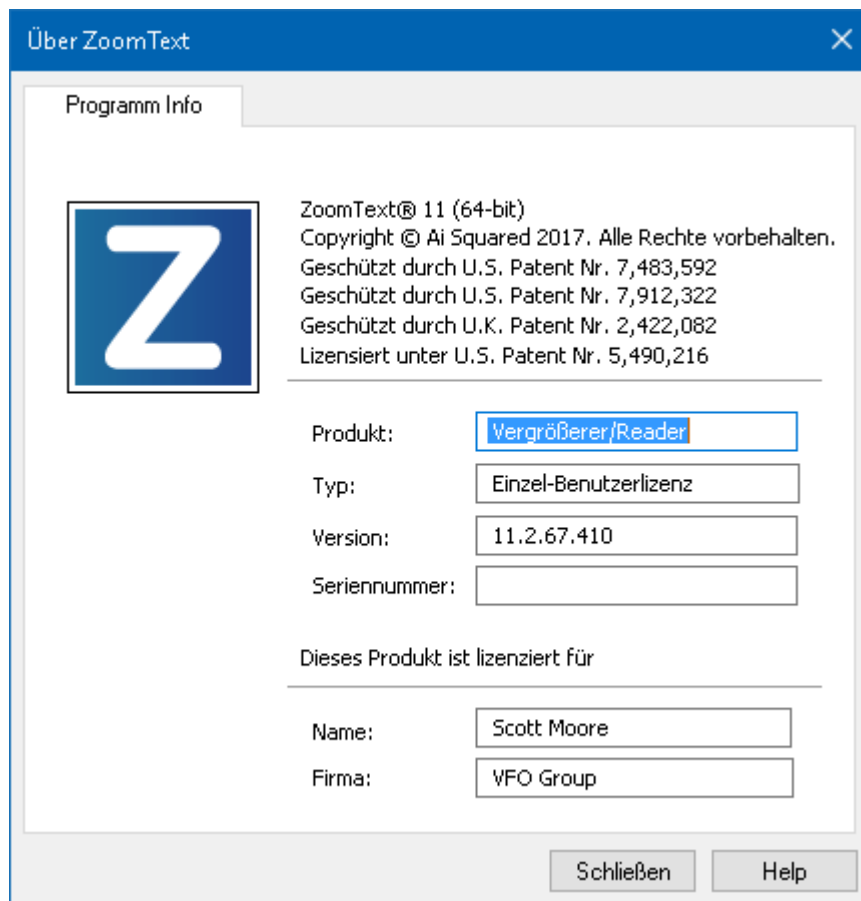 Über ZoomText
Programm Info
Z
ZoomText® 11 (64-bit)
Copyright © Ai Squared 2017. Alle Rechte vorbehalten.
Geschützt durch U.S. Patent Nr. 7,483,592
Geschützt durch U.S. Patent Nr. 7,912,322
Geschützt durch U.K. Patent Nr. 2,422,082
Lizensiert unter U.S. Patent Nr. 5,490,216
Produkt: Vergrößerer/Reader
Typ: Einzel-Benutzerlizenz
Version: 11.2.67.410
Seriennummer:
Dieses Produkt ist lizenziert für
Name: Scott Moore
Firma: VFO Group
Schließen Help